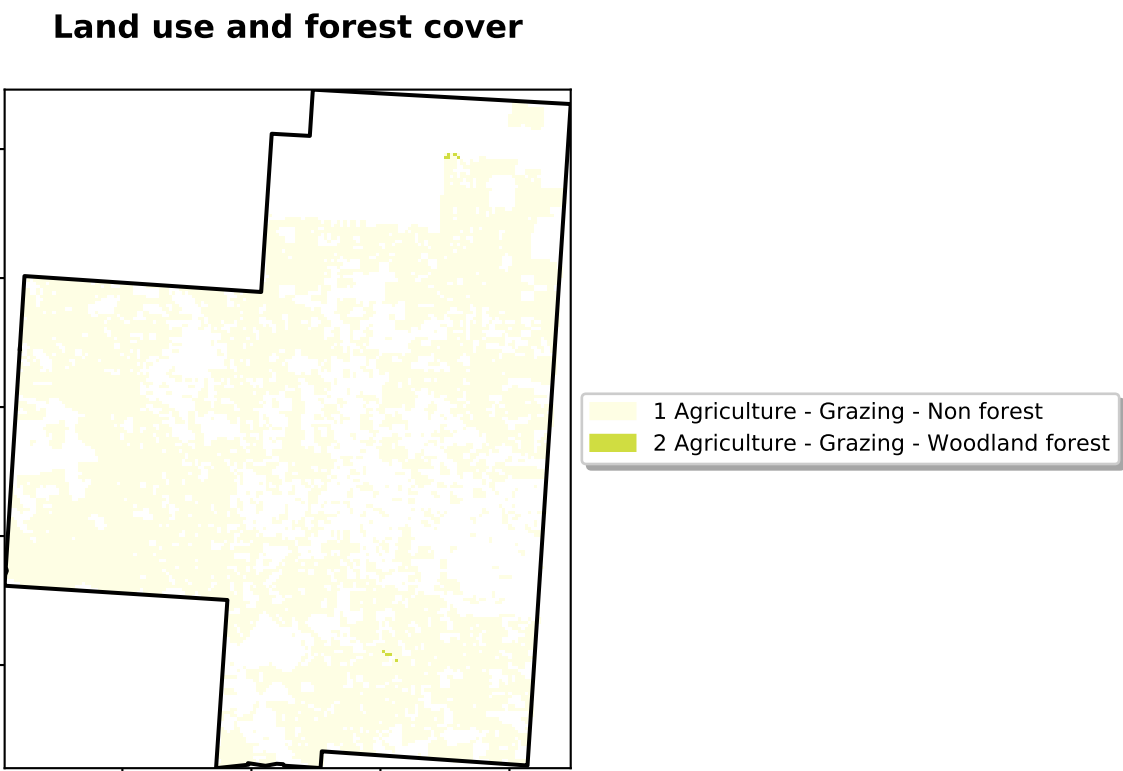 Land use and forest cover
1 Agriculture - Grazing - Non forest
2 Agriculture - Grazing - Woodland forest